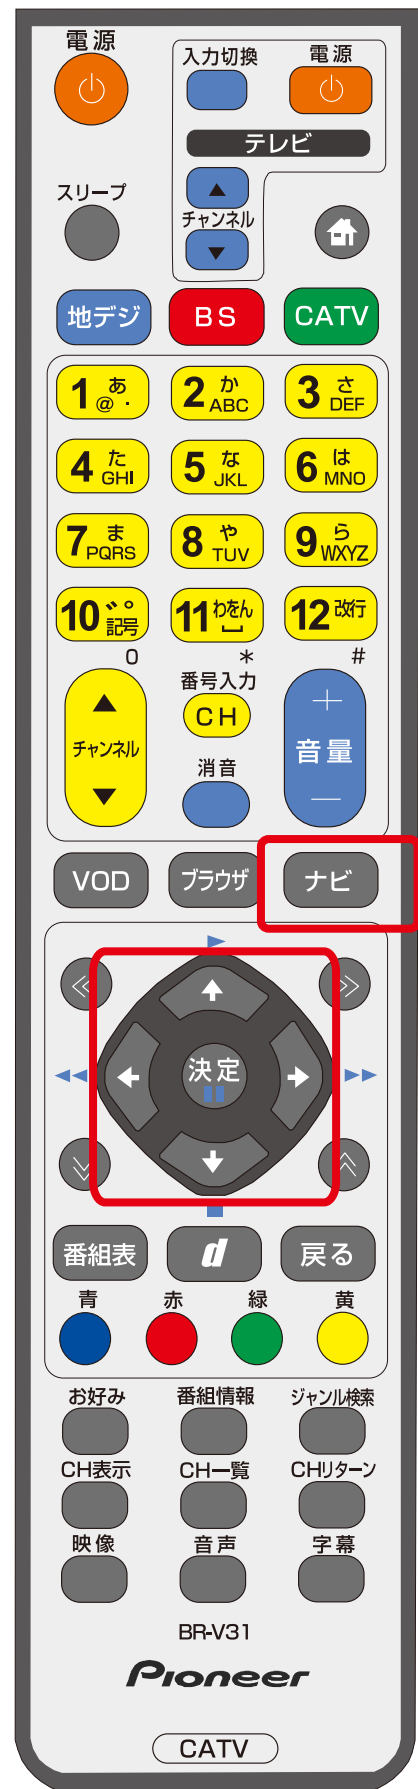 電源
入力切換 電源
テレビ
スリープ
チャンネル
地デジ BS CATV
1 あ @ . 2 か ABC 3 さ DEF
4 た GHI 5 な JKL 6 は MNO
7 ま PQRS 8 や TUV 9 ら WXYZ
10 ゛゜ 記号 11 わをん 12 改行
0 * #
番号入力
CH
チャンネル
消音
＋
音量
－
VOD ブラウザ ナビ
決定
番組表 d 戻る
青 赤 緑 黄
お好み 番組情報 ジャンル検索
CH表示 CH一覧 CHリターン
映像 音声 字幕
BR-V31
Pioneer
CATV